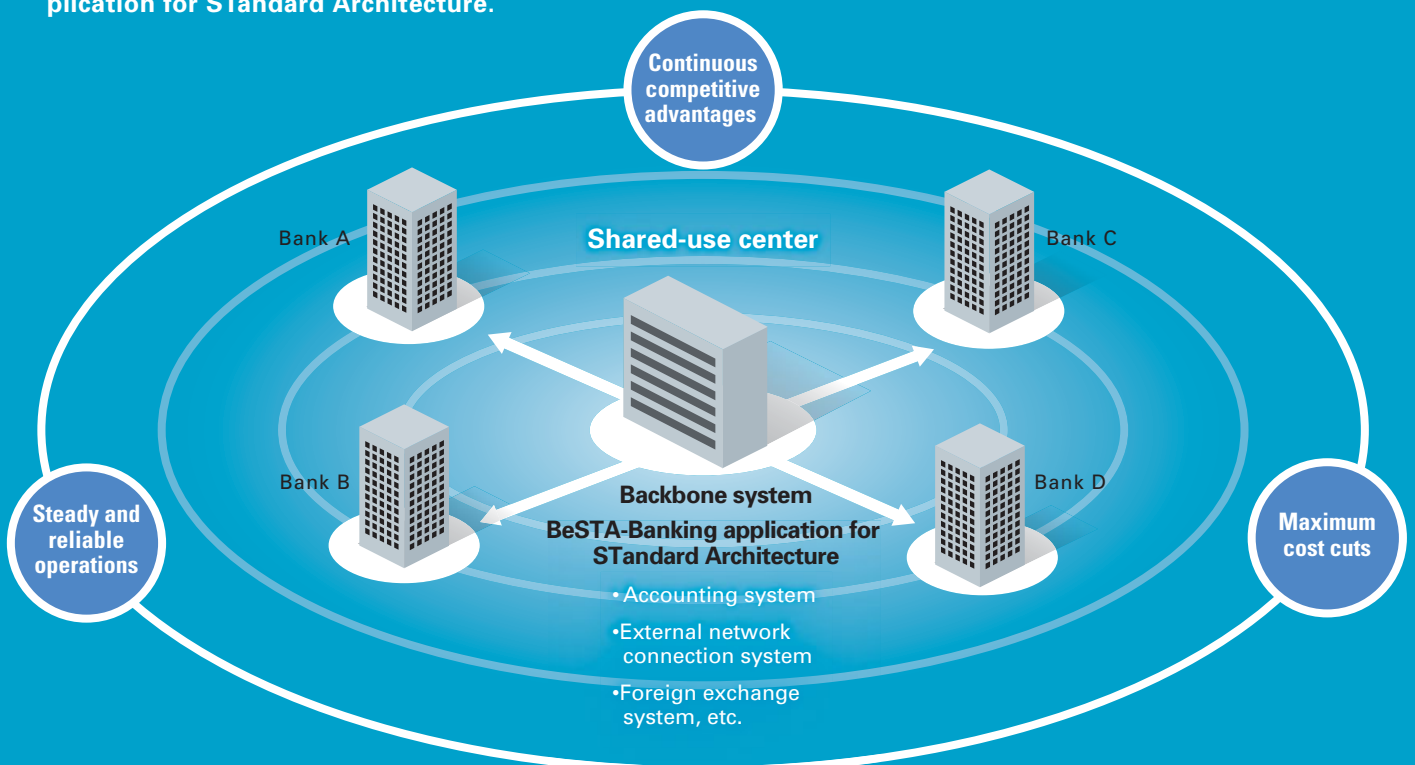 plication for STandard Architecture.
Continuous
competitive
advantages
Bank A
Shared-use center
Bank C
Bank B
Bank D
Steady and
reliable
operations
Backbone system
BeSTA-Banking application for
STandard Architecture
• Accounting system
•External network
connection system
•Foreign exchange
system, etc.
Maximum
cost cuts